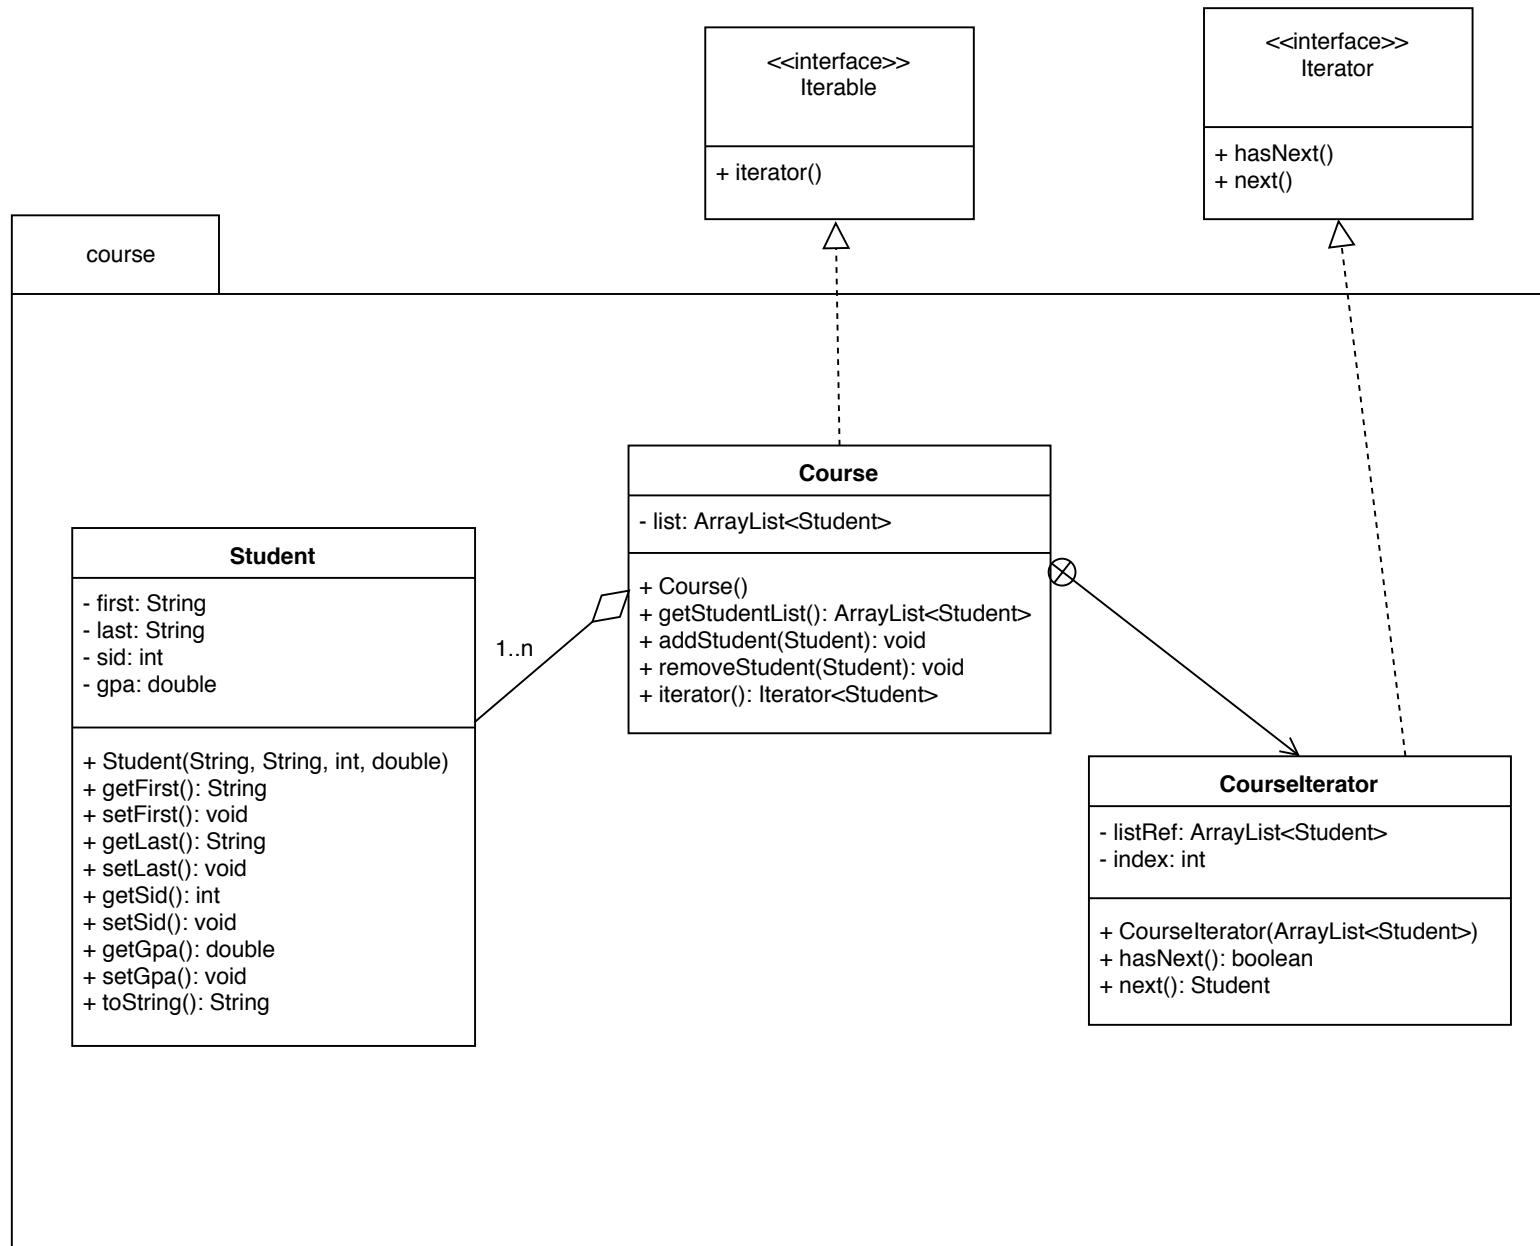 <<interface>>
Iterable
+ iterator()
<<interface>>
Iterator
+ hasNext()
+ next()
course
Course
- list: ArrayList<Student>
+ Course()
+ getStudentList(): ArrayList<Student>
+ addStudent(Student): void
+ removeStudent(Student): void
+ iterator(): Iterator<Student>
Student
- first: String
- last: String
- sid: int
- gpa: double
+ Student(String, String, int, double)
+ getFirst(): String
+ setFirst(): void
+ getLast(): String
+ setLast(): void
+ getSid(): int
+ setSid(): void
+ getGpa(): double
+ setGpa(): void
+ toString(): String
1..n
CourseIterator
- listRef: ArrayList<Student>
- index: int
+ CourseIterator(ArrayList<Student>)
+ hasNext(): boolean
+ next(): Student